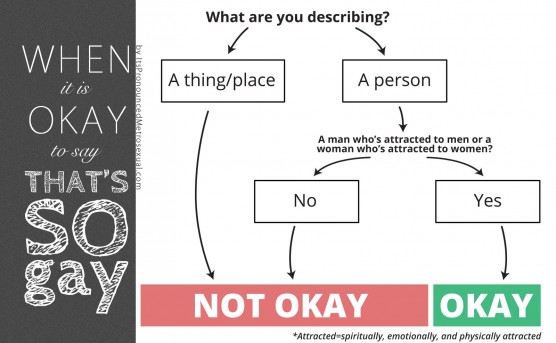 WHEN
it is
OKAY
to say
THAT'S
SO
gay
by ItsPronouncedMetrosexual.com
What are you describing?
A thing/place
A person
A man who's attracted to men or a
woman who's attracted to women?
No
Yes
NOT OKAY
OKAY
*Attracted=spiritually, emotionally, and physically attracted